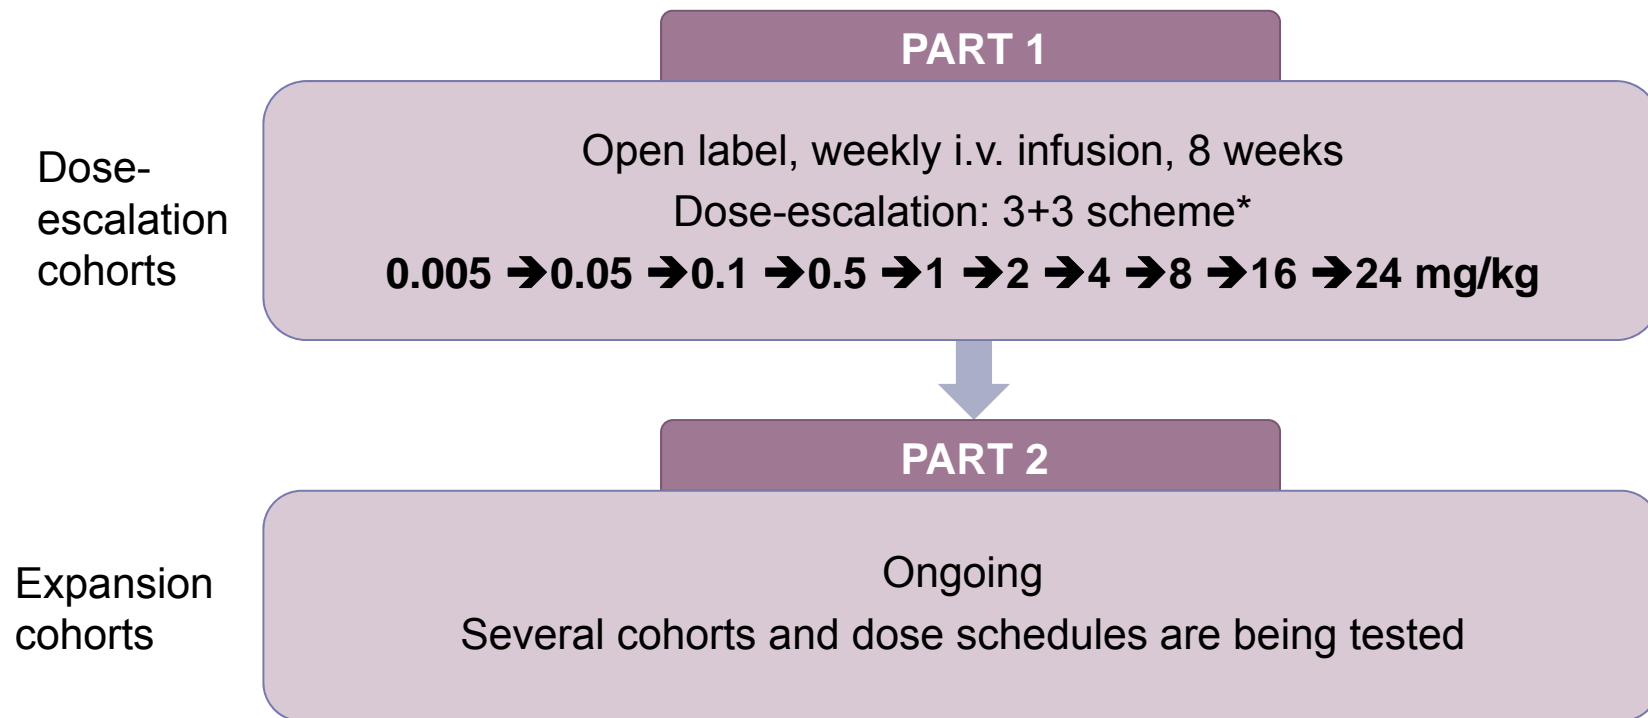 PART 1
Dose-
escalation
cohorts
Open label, weekly i.v. infusion, 8 weeks
Dose-escalation: 3+3 scheme*
0.005 ➔0.05 ➔0.1 ➔0.5 ➔1 ➔2 ➔4 ➔8 ➔16 ➔24 mg/kg
PART 2
Expansion
cohorts
Ongoing
Several cohorts and dose schedules are being tested